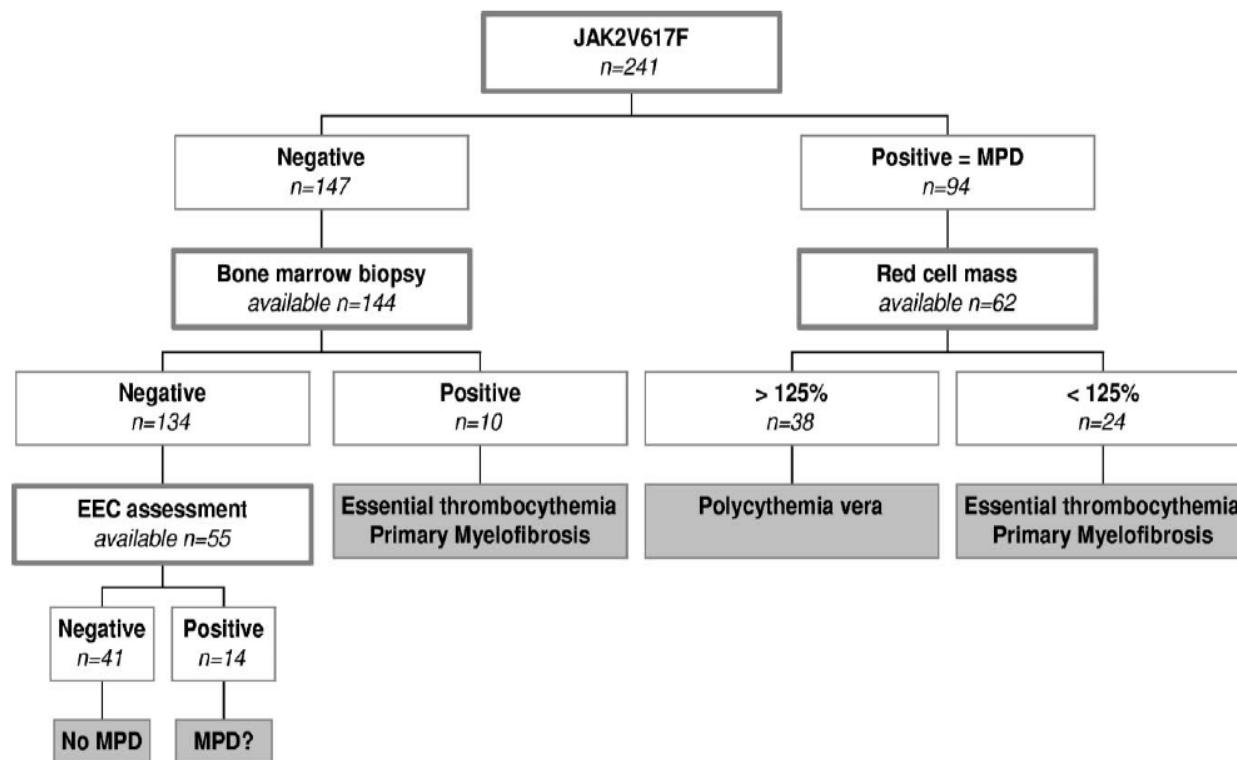 JAK2V617F
n=241
Negative
n=147
Positive = MPD
n=94
Bone marrow biopsy
available n=144
Red cell mass
available n=62
Negative
n=134
Positive
n=10
> 125%
n=38
< 125%
n=24
EEC assessment
available n=55
Essential thrombocythemia
Primary Myelofibrosis
Polycythemia vera
Essential thrombocythemia
Primary Myelofibrosis
Negative
n=41
Positive
n=14
No MPD
MPD?